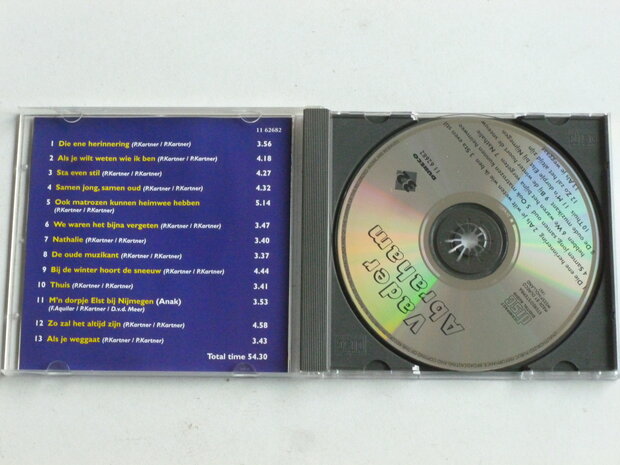 11 62682
1 Die ene herinnering (P.Kartner / P.Kartner) 3.56
2 Als je wilt weten wie ik ben (P.Kartner / P.Kartner) 4.18
3 Sta even stil (P.Kartner / P.Kartner) 4.27
4 Samen jong, samen oud (P.Kartner / P.Kartner) 4.32
5 Ook matrozen kunnen heimwee hebben 5.14
(P.Kartner / P.Kartner)
6 We waren het bijna vergeten (P.Kartner / P.Kartner) 3.47
7 Nathalie (P.Kartner / P.Kartner) 3.40
8 De oude muzikant (P.Kartner / P.Kartner) 3.37
9 Bij de winter hoort de sneeuw (P.Kartner / P.Kartner) 4.44
10 Thuis (P.Kartner / P.Kartner) 3.41
11 M'n dorpje Elst bij Nijmegen (Anak) 3.53
(F.Aquiler / P.Kartner / D.v.d. Meer)
12 Zo zal het altijd zijn (P.Kartner / P.Kartner) 4.58
13 Als je weggaat (P.Kartner / P.Kartner) 3.43
Total time 54.30
Vader
Abraham
DURECO
11 62682